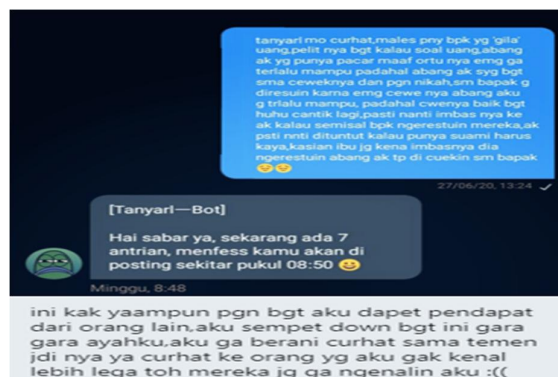 tanyarl mo curhat,males pny bpk yg 'gila'
uang,pelit nya bgt kalau soal uang,abang
ak yg punya pacar maaf ortu nya emg ga
terlalu mampu padahal abang ak syg bgt
sma ceweknya dan pgn nikah,sm bapak g
diresuin karna emg cewe nya abang aku
g trlalu mampu, padahal cwenya baik bgt
huhu cantik lagi,pasti nanti imbas nya ke
ak kalau semisal bpk ngerestuin mereka,ak
psti nnti dituntut kalau punya suami harus
kaya,kasian ibu jg kena imbasnya dia
ngerestuin abang ak tp di cuekin sm bapak
27/06/20, 13:24
[Tanyarl—Bot]
Hai sabar ya, sekarang ada 7
antrian, menfess kamu akan di
posting sekitar pukul 08:50
Minggu, 8:48
ini kak yaampun pgn bgt aku dapet pendapat
dari orang lain,aku sempet down bgt ini gara
gara ayahku,aku ga berani curhat sama temen
jdi nya ya curhat ke orang yg aku gak kenal
lebih lega toh mereka jg ga ngenalin aku :((